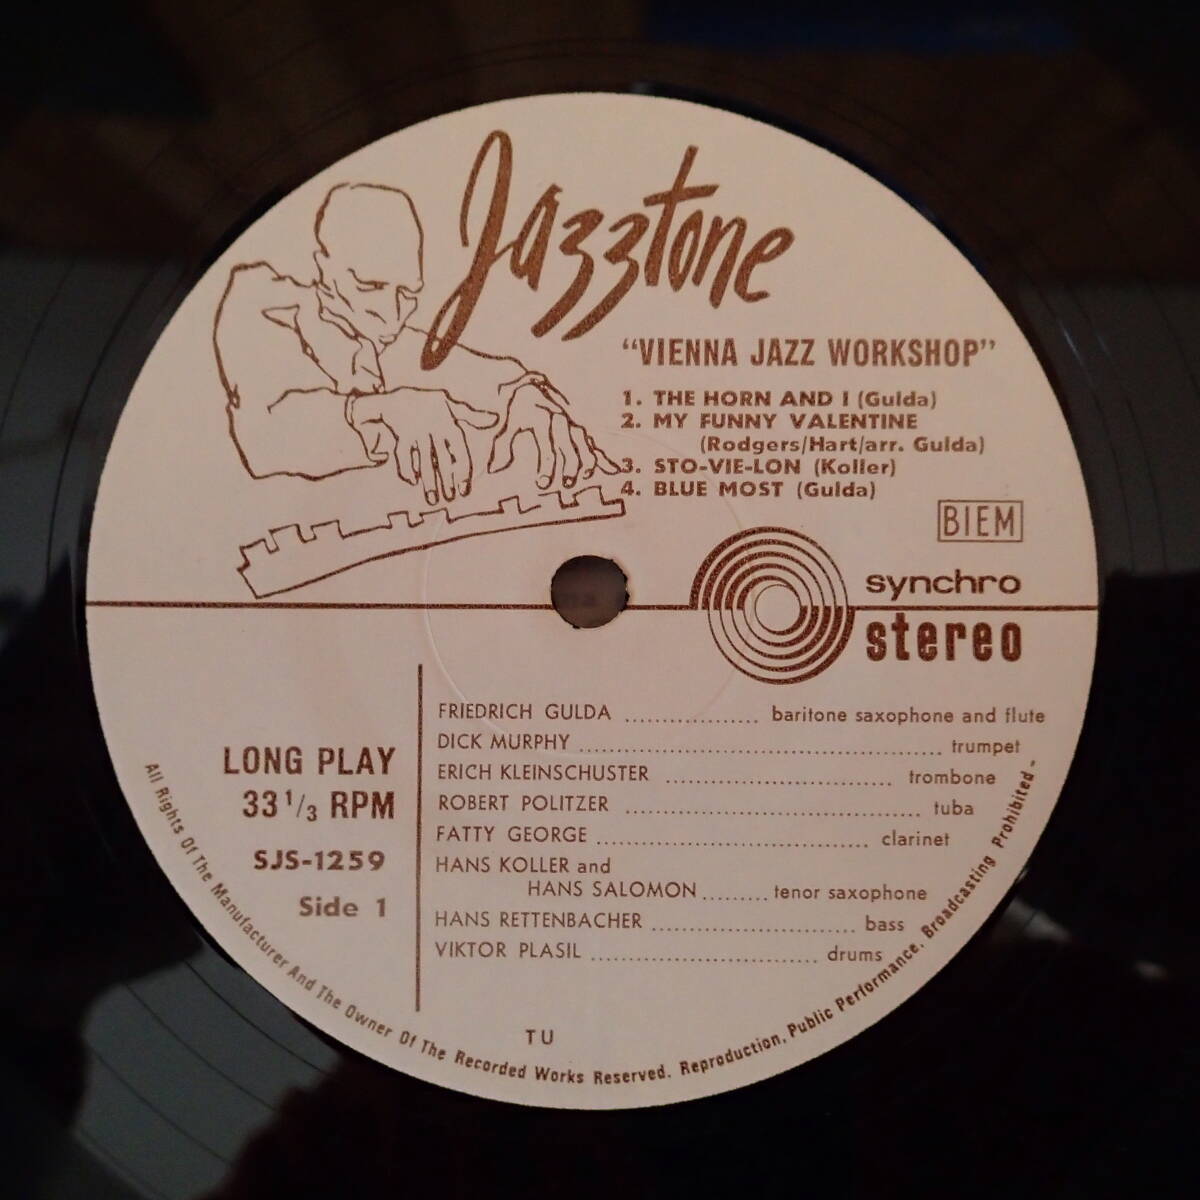 Jazztone
“VIENNA JAZZ WORKSHOP”
1. THE HORN AND I (Gulda)
2. MY FUNNY VALENTINE
(Rodgers/Hart/arr. Gulda)
3. STO-VIE-LON (Koller)
4. BLUE MOST (Gulda)
BIEM
synchro
stereo
LONG PLAY
33 1/3 RPM
SJS-1259
Side 1
FRIEDRICH GULDA .................. baritone saxophone and flute
DICK MURPHY ................................................ trumpet
ERICH KLEINSCHUSTER .............................. trombone
ROBERT POLITZER ....................................... tuba
FATTY GEORGE .................................... clarinet
HANS KOLLER and
HANS SALOMON ......... tenor saxophone
HANS RETTENBACHER ........................... bass
VIKTOR PLASIL .............................. drums
TU
All Rights Of The Manufacturer And The Owner Of The Recorded Works Reserved. Reproduction, Public Performance, Broadcasting Prohibited -